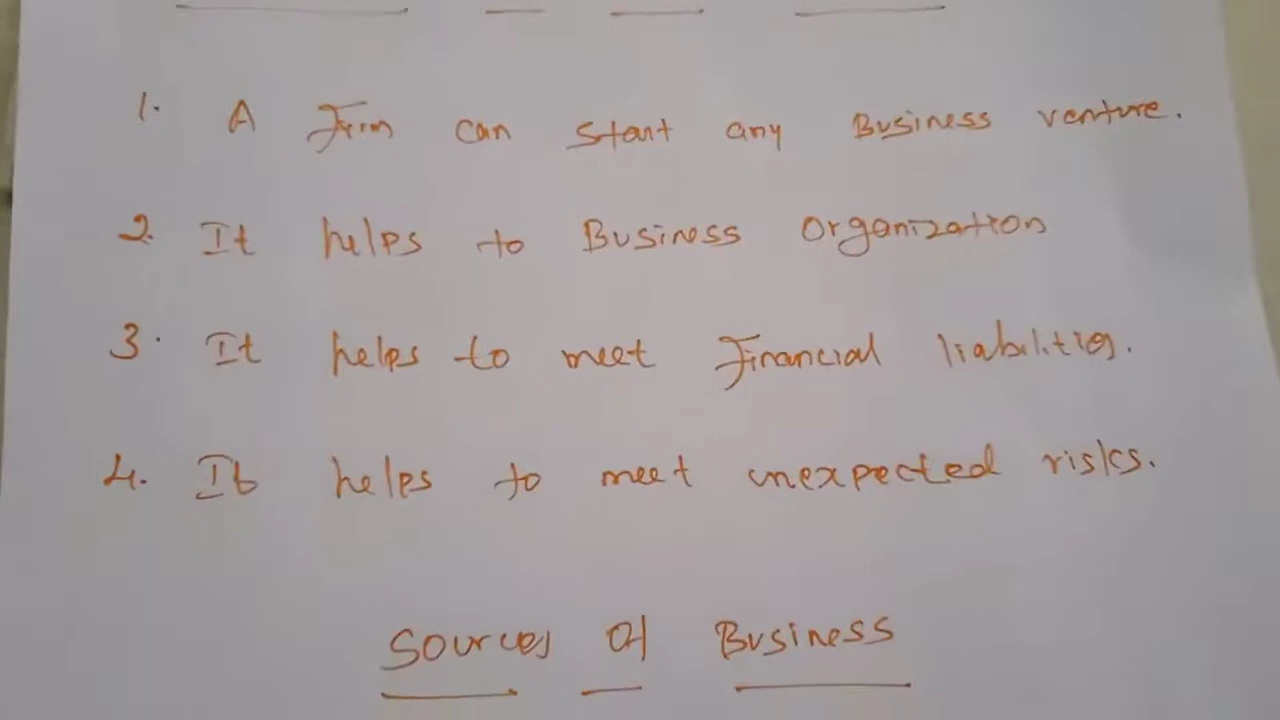 1. A Firm can start any Business venture.
2. It helps to Business Organization
3. It helps to meet Financial liabilities.
4. It helps to meet unexpected risks.
Sources of Business